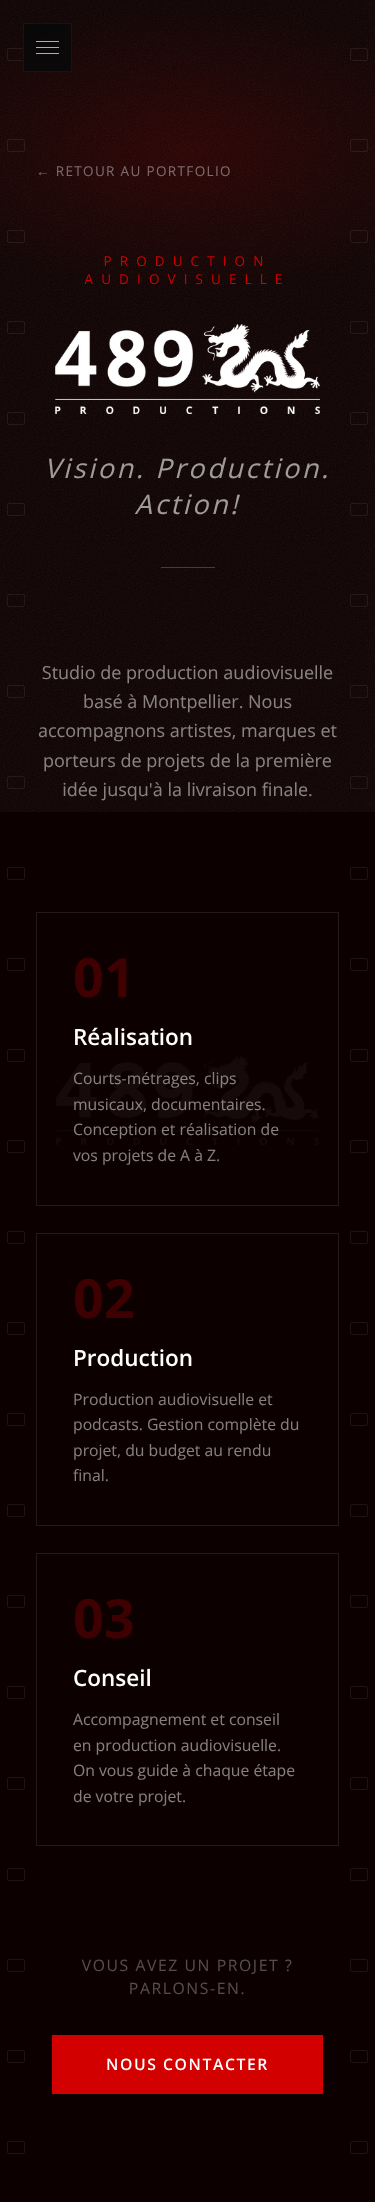 ← RETOUR AU PORTFOLIO
PRODUCTION
AUDIOVISUELLE
489
PRODUCTIONS
Vision. Production.
Action!
Studio de production audiovisuelle
basé à Montpellier. Nous
accompagnons artistes, marques et
porteurs de projets de la première
idée jusqu'à la livraison finale.
01
Réalisation
Courts-métrages, clips
musicaux, documentaires.
Conception et réalisation de
vos projets de A à Z.
489
PRODUCTIONS
02
Production
Production audiovisuelle et
podcasts. Gestion complète du
projet, du budget au rendu
final.
03
Conseil
Accompagnement et conseil
en production audiovisuelle.
On vous guide à chaque étape
de votre projet.
VOUS AVEZ UN PROJET ?
PARLONS-EN.
NOUS CONTACTER